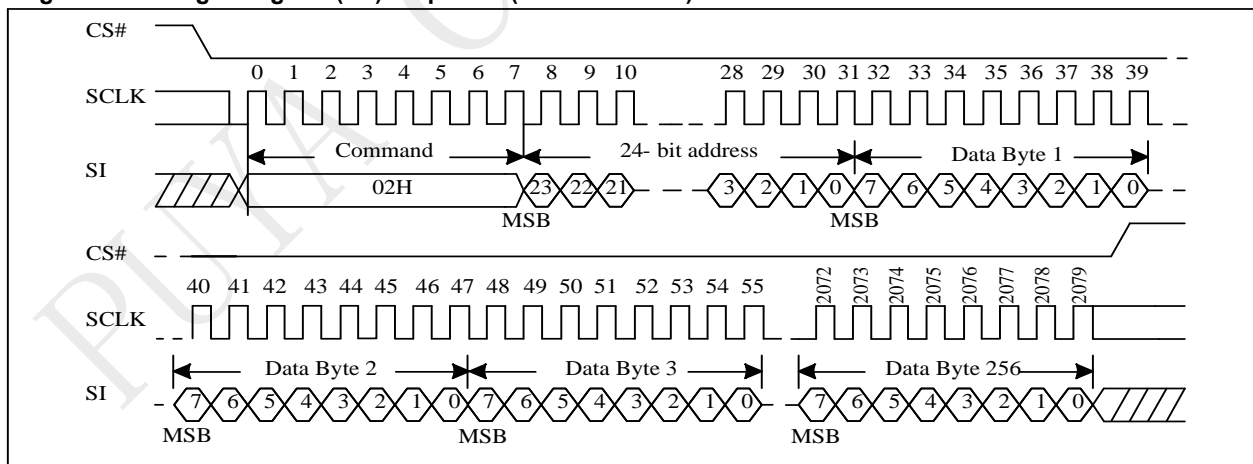 CS#
0 1 2 3 4 5 6 7 8 9 10 28 29 30 31 32 33 34 35 36 37 38 39
SCLK
Command 24- bit address Data Byte 1
SI
02H 23 22 21 3 2 1 0 7 6 5 4 3 2 1 0
MSB MSB
CS#
40 41 42 43 44 45 46 47 48 49 50 51 52 53 54 55 2072 2073 2074 2075 2076 2077 2078 2079
SCLK
Data Byte 2 Data Byte 3 Data Byte 256
SI
7 6 5 4 3 2 1 0 7 6 5 4 3 2 1 0 7 6 5 4 3 2 1 0
MSB MSB MSB
PUYA